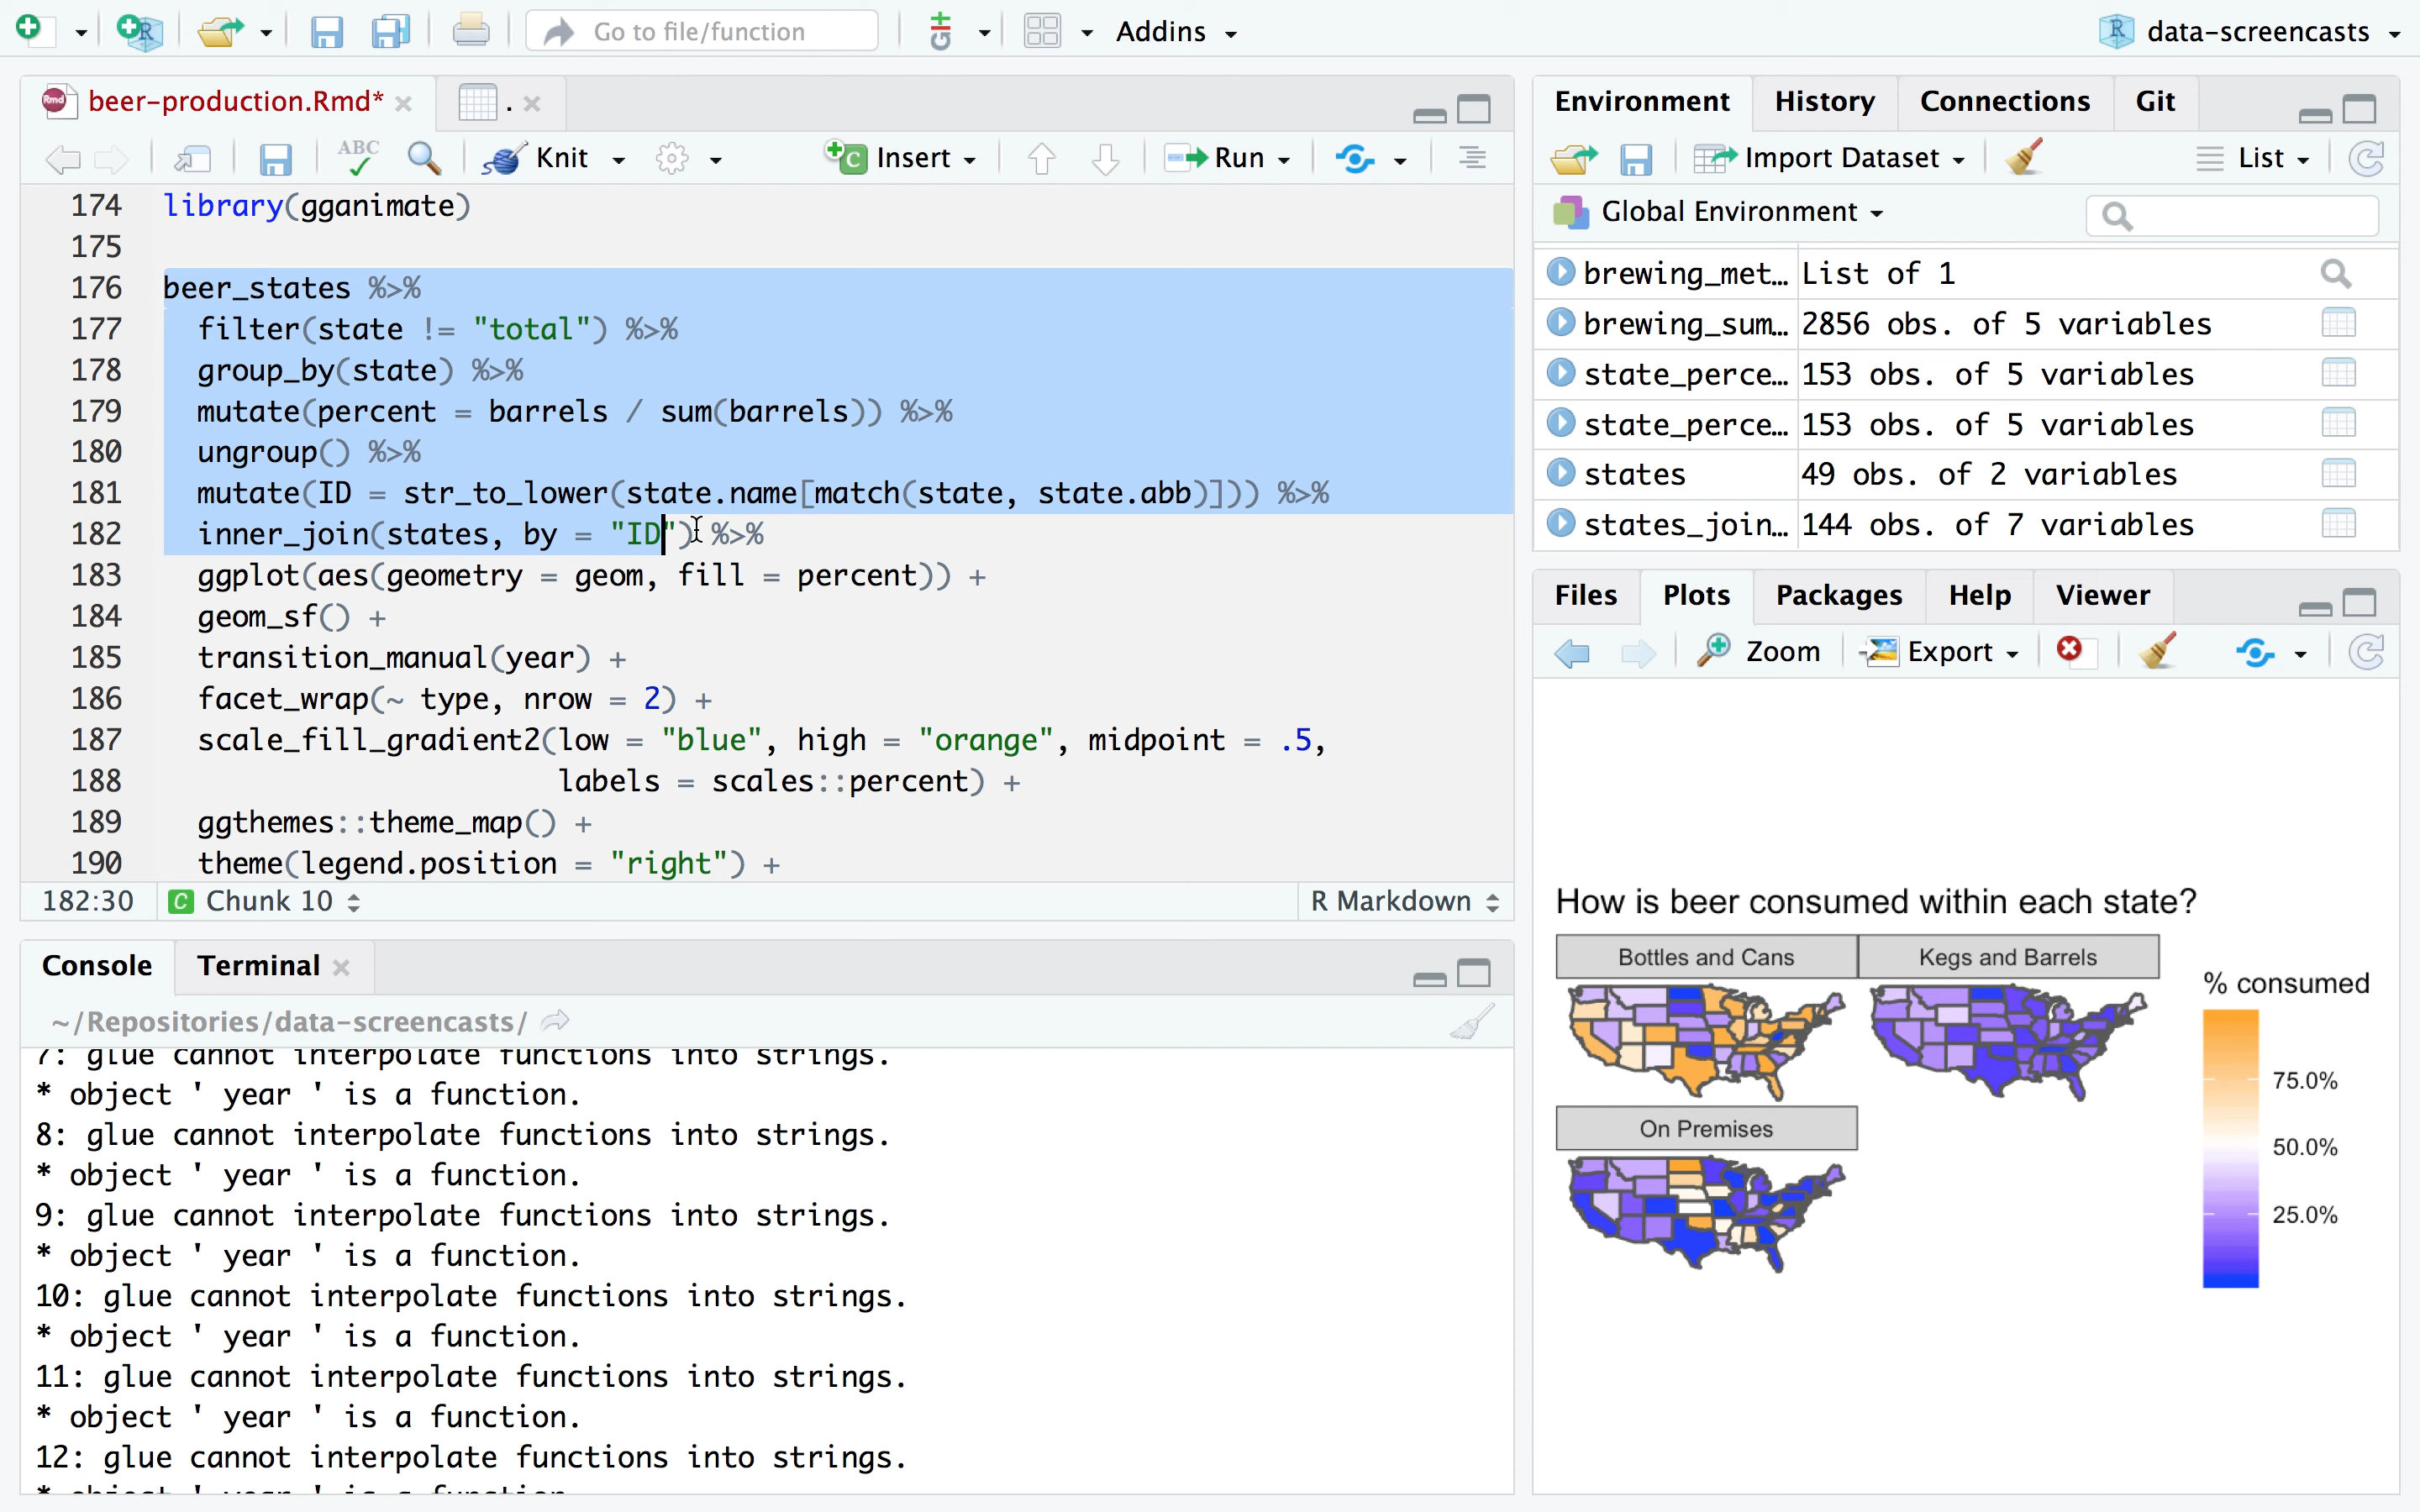 Go to file/function
Addins
data-screencasts
beer-production.Rmd*
.
ABC
Knit
Insert
Run
174 library(gganimate)
175
176 beer_states %>%
177 filter(state != "total") %>%
178 group_by(state) %>%
179 mutate(percent = barrels / sum(barrels)) %>%
180 ungroup() %>%
181 mutate(ID = str_to_lower(state.name[match(state, state.abb)])) %>%
182 inner_join(states, by = "ID") %>%
183 ggplot(aes(geometry = geom, fill = percent)) +
184 geom_sf() +
185 transition_manual(year) +
186 facet_wrap(~ type, nrow = 2) +
187 scale_fill_gradient2(low = "blue", high = "orange", midpoint = .5,
188 labels = scales::percent) +
189 ggthemes::theme_map() +
190 theme(legend.position = "right") +
182:30 C Chunk 10 R Markdown
Console Terminal
~/Repositories/data-screencasts/
7: glue cannot interpolate functions into strings.
* object ' year ' is a function.
8: glue cannot interpolate functions into strings.
* object ' year ' is a function.
9: glue cannot interpolate functions into strings.
* object ' year ' is a function.
10: glue cannot interpolate functions into strings.
* object ' year ' is a function.
11: glue cannot interpolate functions into strings.
* object ' year ' is a function.
12: glue cannot interpolate functions into strings.
* object ' year ' is a function.
Environment History Connections Git
Import Dataset List
Global Environment
brewing_met… List of 1
brewing_sum… 2856 obs. of 5 variables
state_perce… 153 obs. of 5 variables
state_perce… 153 obs. of 5 variables
states 49 obs. of 2 variables
states_join… 144 obs. of 7 variables
Files Plots Packages Help Viewer
Zoom Export
How is beer consumed within each state?
Bottles and Cans Kegs and Barrels
On Premises
% consumed
75.0%
50.0%
25.0%